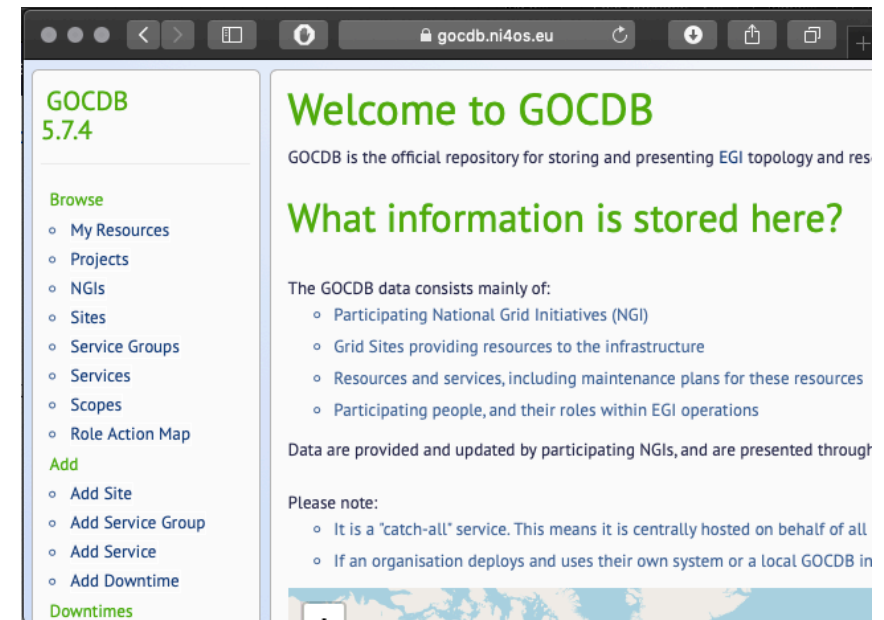 gocdb.ni4os.eu
GOCDB
5.7.4
Browse
My Resources
Projects
NGIs
Sites
Service Groups
Services
Scopes
Role Action Map
Add
Add Site
Add Service Group
Add Service
Add Downtime
Downtimes
Welcome to GOCDB
GOCDB is the official repository for storing and presenting EGI topology and res
What information is stored here?
The GOCDB data consists mainly of:
Participating National Grid Initiatives (NGI)
Grid Sites providing resources to the infrastructure
Resources and services, including maintenance plans for these resources
Participating people, and their roles within EGI operations
Data are provided and updated by participating NGIs, and are presented through
Please note:
It is a "catch-all" service. This means it is centrally hosted on behalf of all
If an organisation deploys and uses their own system or a local GOCDB in